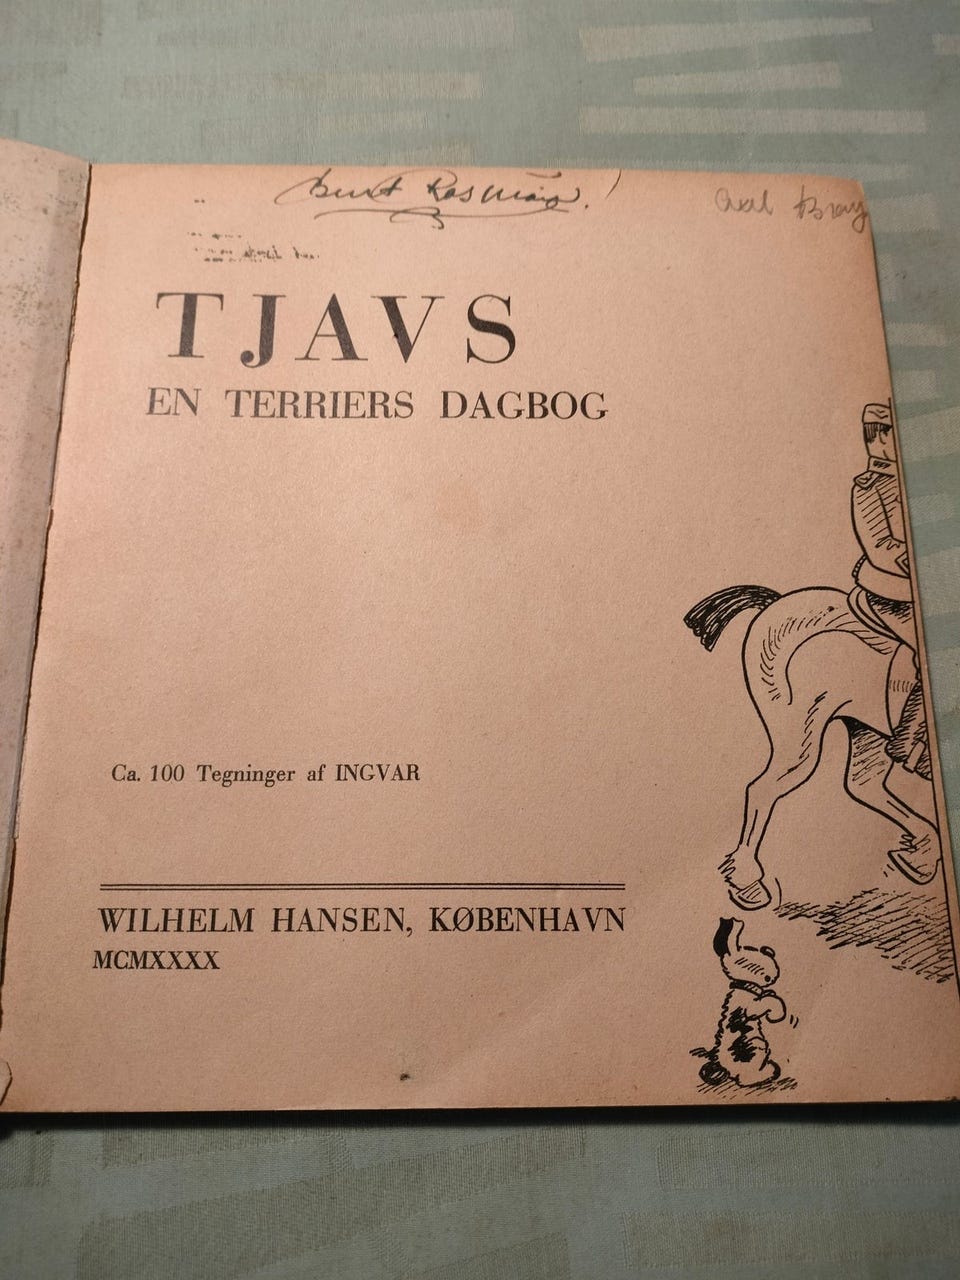 TJAVS
EN TERRIERS DAGBOG
Ca. 100 Tegninger af INGVAR
WILHELM HANSEN, KØBENHAVN
MCMXXXX